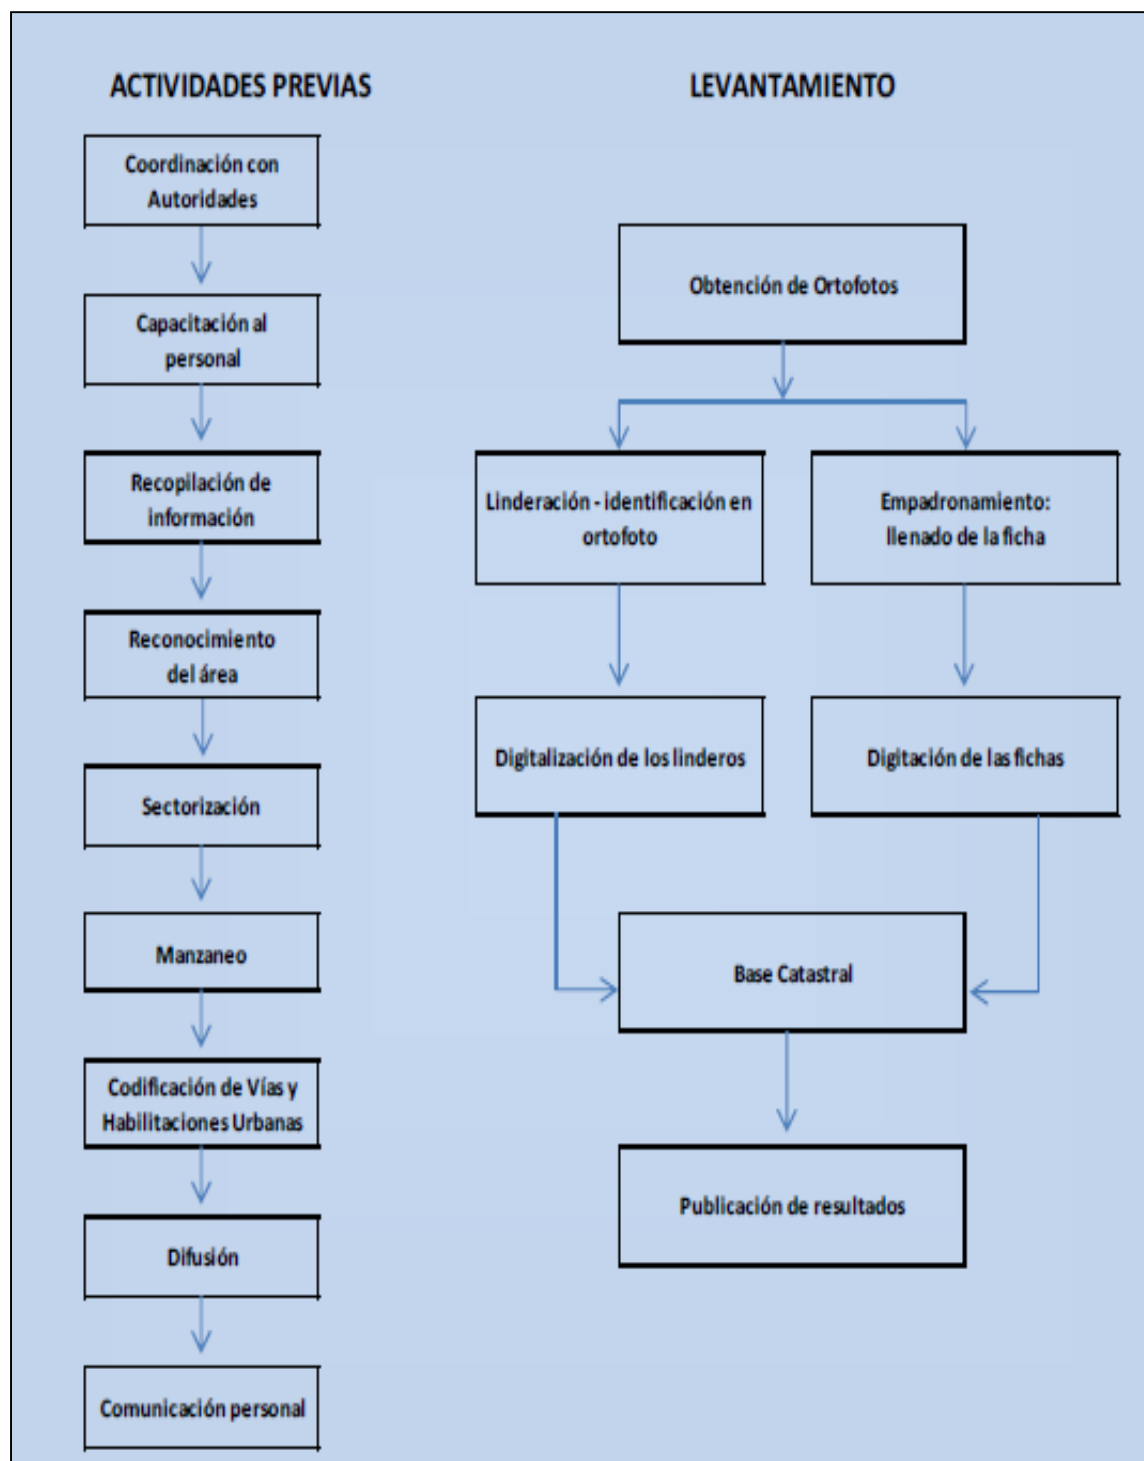 ACTIVIDADES PREVIAS
Coordinación con
Autoridades
Capacitación al
personal
Recopilación de
información
Reconocimiento
del área
Sectorización
Manzaneo
Codificación de Vías y
Habilitaciones Urbanas
Difusión
Comunicación personal
LEVANTAMIENTO
Obtención de Ortofotos
Linderación - identificación en
ortofoto
Empadronamiento:
llenado de la ficha
Digitalización de los linderos
Digitación de las fichas
Base Catastral
Publicación de resultados